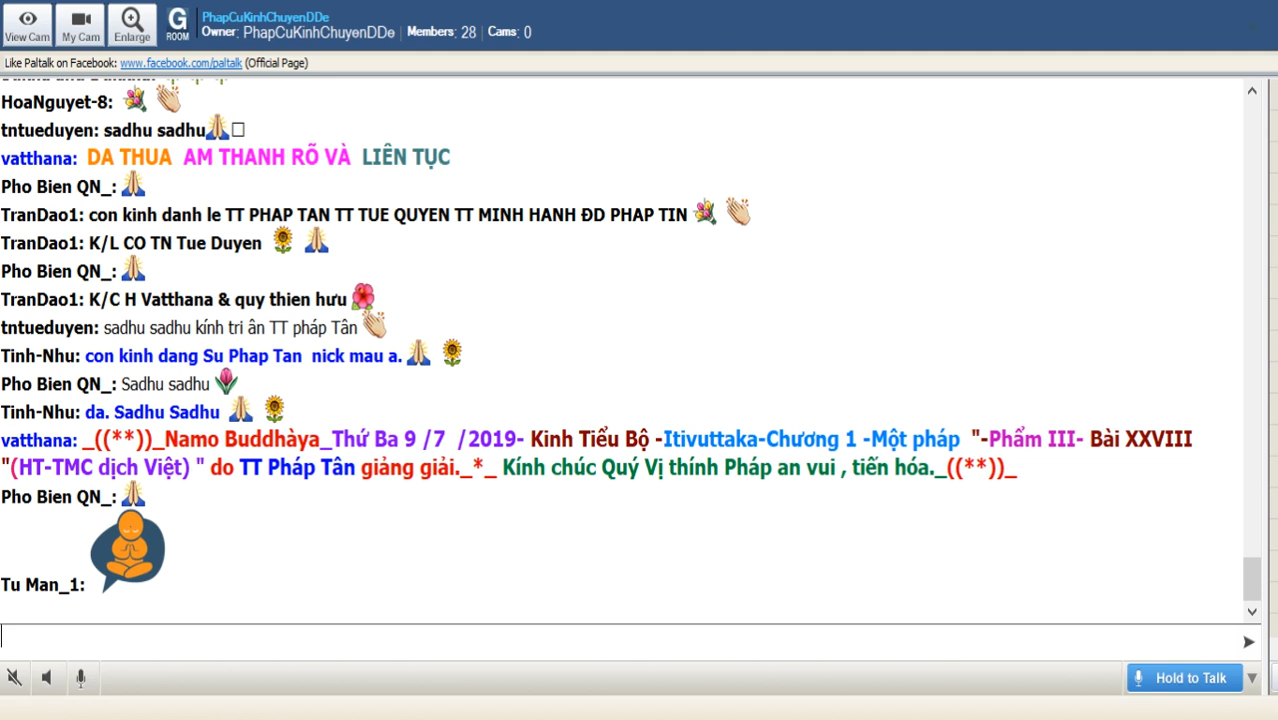 PhapCuKinhChuyenDDe
View Cam My Cam Enlarge G ROOM Owner: PhapCuKinhChuyenDDe Members: 28 Cams: 0
Like Paltalk on Facebook: www.facebook.com/paltalk (Official Page)
HoaNguyet-8:
tntueduyen: sadhu sadhu
vatthana: DA THUA AM THANH RÕ VÀ LIÊN TỤC
Pho Bien QN_:
TranDao1: con kinh danh le TT PHAP TAN TT TUE QUYEN TT MINH HANH ĐD PHAP TIN
TranDao1: K/L CO TN Tue Duyen
Pho Bien QN_:
TranDao1: K/C H Vatthana & quy thien hưu
tntueduyen: sadhu sadhu kính tri ân TT pháp Tân
Tinh-Nhu: con kinh dang Su Phap Tan nick mau a.
Pho Bien QN_: Sadhu sadhu
Tinh-Nhu: da. Sadhu Sadhu
vatthana: _((**))_Namo Buddhàya_Thứ Ba 9 /7 /2019- Kinh Tiểu Bộ -Itivuttaka-Chương 1 -Một pháp "-Phẩm III- Bài XXVIII
"(HT-TMC dịch Việt) " do TT Pháp Tân giảng giải._*_ Kính chúc Quý Vị thính Pháp an vui , tiến hóa._((**))_
Pho Bien QN_:
Tu Man_1:
Hold to Talk